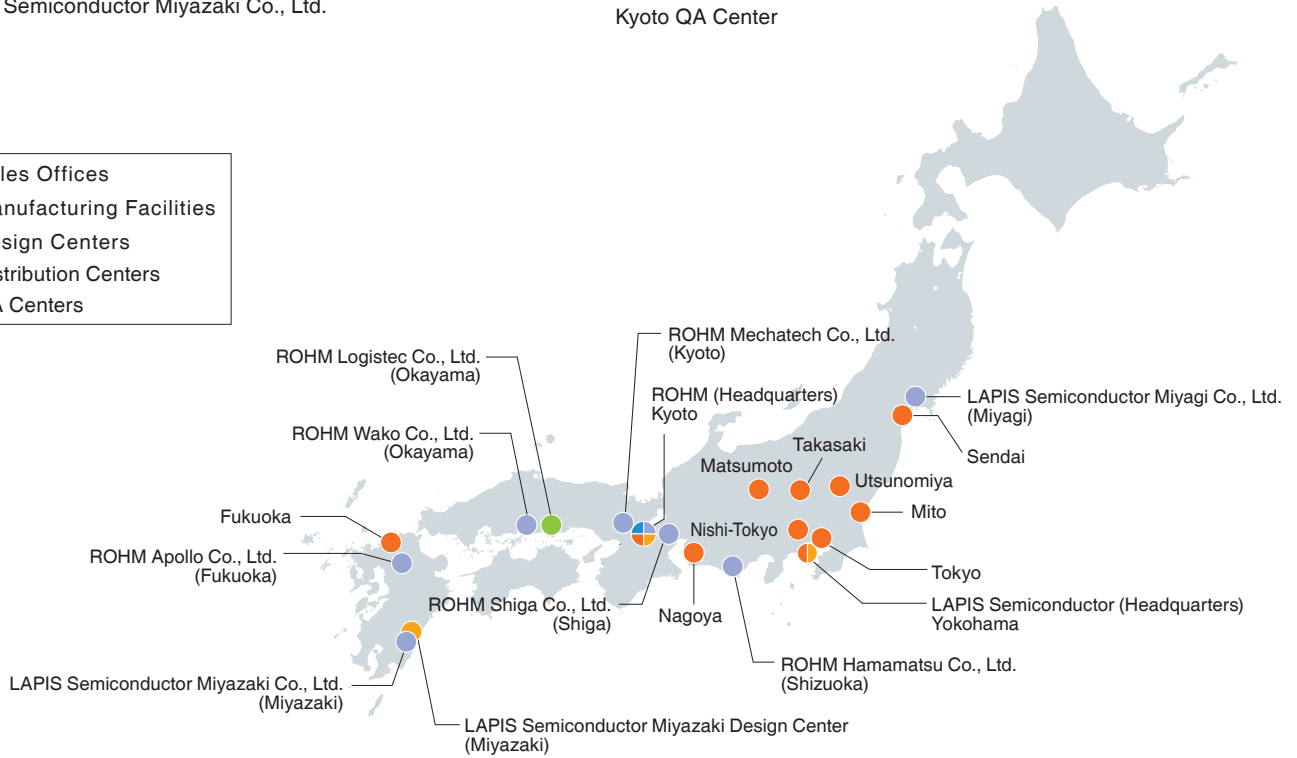 Semiconductor Miyazaki Co., Ltd.
Kyoto QA Center
les Offices
anufacturing Facilities
sign Centers
stribution Centers
A Centers
ROHM Mechatech Co., Ltd.
(Kyoto)
ROHM Logistec Co., Ltd.
(Okayama)
ROHM (Headquarters)
Kyoto
LAPIS Semiconductor Miyagi Co., Ltd.
(Miyagi)
ROHM Wako Co., Ltd.
(Okayama)
Takasaki
Sendai
Matsumoto
Utsunomiya
Fukuoka
Mito
Nishi-Tokyo
ROHM Apollo Co., Ltd.
(Fukuoka)
Tokyo
ROHM Shiga Co., Ltd.
(Shiga)
Nagoya
LAPIS Semiconductor (Headquarters)
Yokohama
ROHM Hamamatsu Co., Ltd.
(Shizuoka)
LAPIS Semiconductor Miyazaki Co., Ltd.
(Miyazaki)
LAPIS Semiconductor Miyazaki Design Center
(Miyazaki)